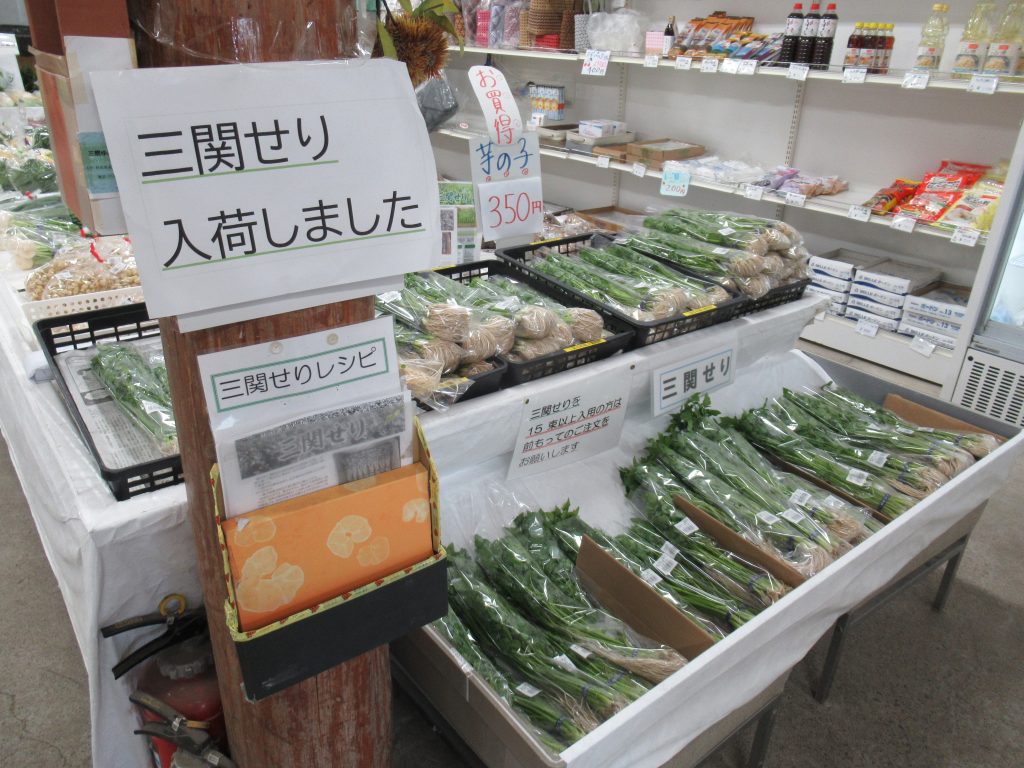 三関せり
入荷しました
お買得
芋の子
350円
三関せりレシピ
三関せり
三関せりを
15 束以上入用の方は
前もってのご注文を
お願いします
三関せり